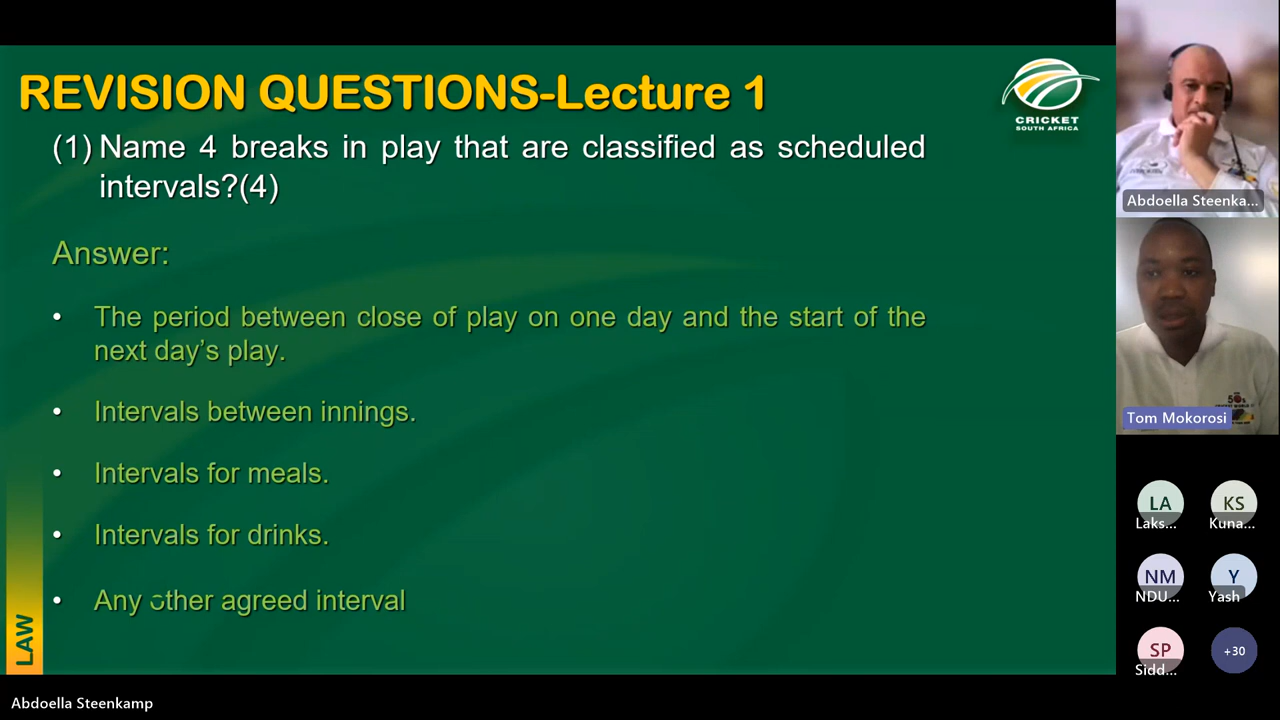 REVISION QUESTIONS-Lecture 1
CRICKET
SOUTH AFRICA
(1) Name 4 breaks in play that are classified as scheduled
intervals?(4)
Answer:
• The period between close of play on one day and the start of the
next day's play.
• Intervals between innings.
• Intervals for meals.
• Intervals for drinks.
• Any other agreed interval
LAW
Abdoella Steenka...
Tom Mokorosi
LA
Laks...
KS
Kuna...
NM
NDU...
Y
Yash
SP
Sidd...
+30
Abdoella Steenkamp